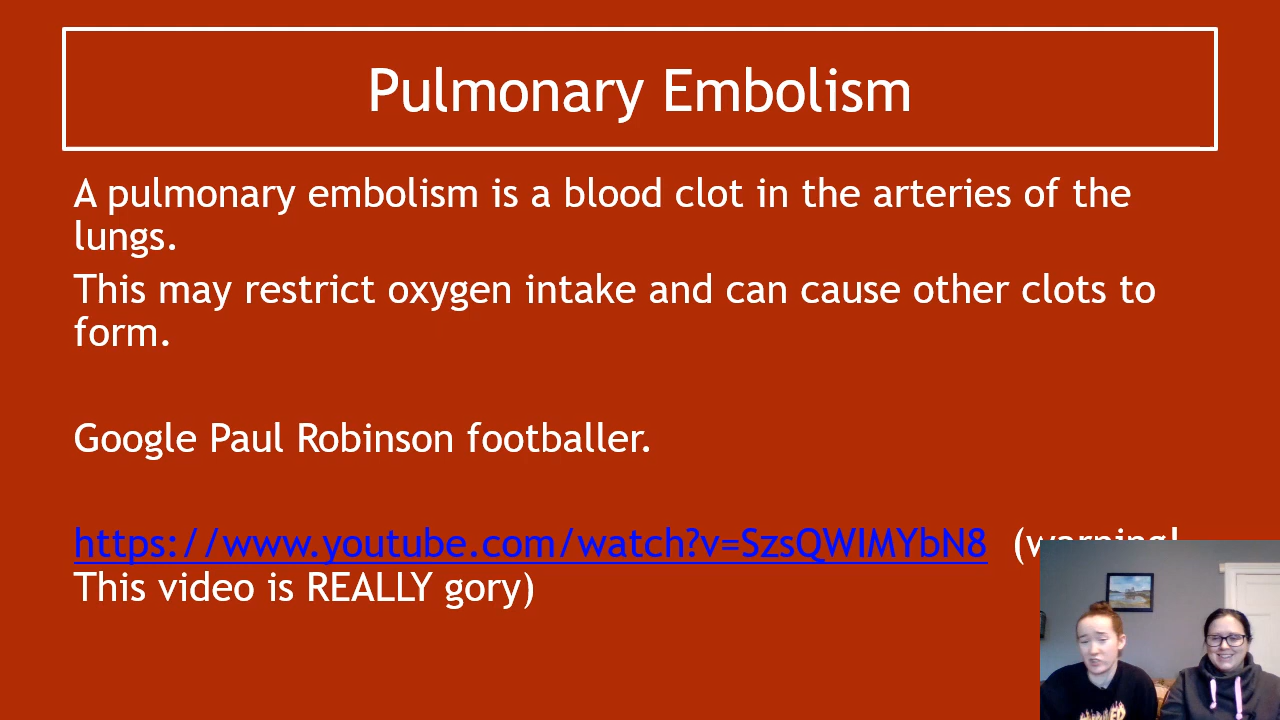 Pulmonary Embolism
A pulmonary embolism is a blood clot in the arteries of the
lungs.
This may restrict oxygen intake and can cause other clots to
form.
Google Paul Robinson footballer.
https://www.youtube.com/watch?v=SzsQWIMYbN8 (warning!
This video is REALLY gory)